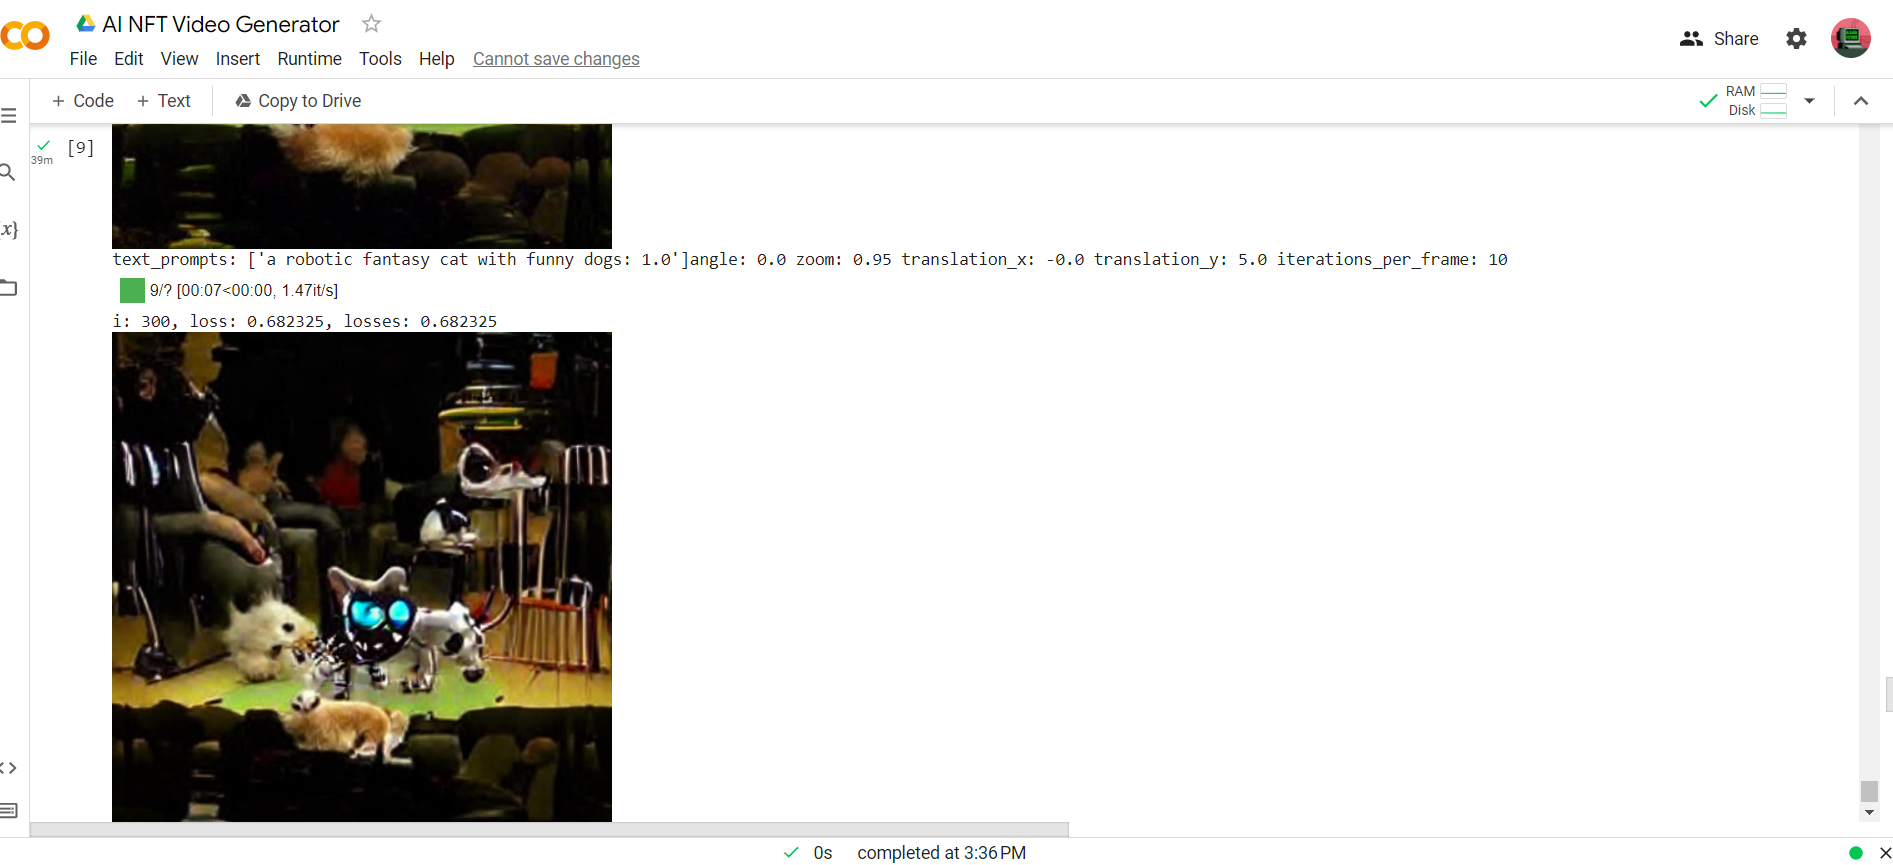 AI NFT Video Generator
File Edit View Insert Runtime Tools Help Cannot save changes
Share
+ Code + Text Copy to Drive
RAM
Disk
[9]
39m
{x}
text_prompts: ['a robotic fantasy cat with funny dogs: 1.0']angle: 0.0 zoom: 0.95 translation_x: -0.0 translation_y: 5.0 iterations_per_frame: 10
9/? [00:07<00:00, 1.47it/s]
i: 300, loss: 0.682325, losses: 0.682325
0s completed at 3:36 PM